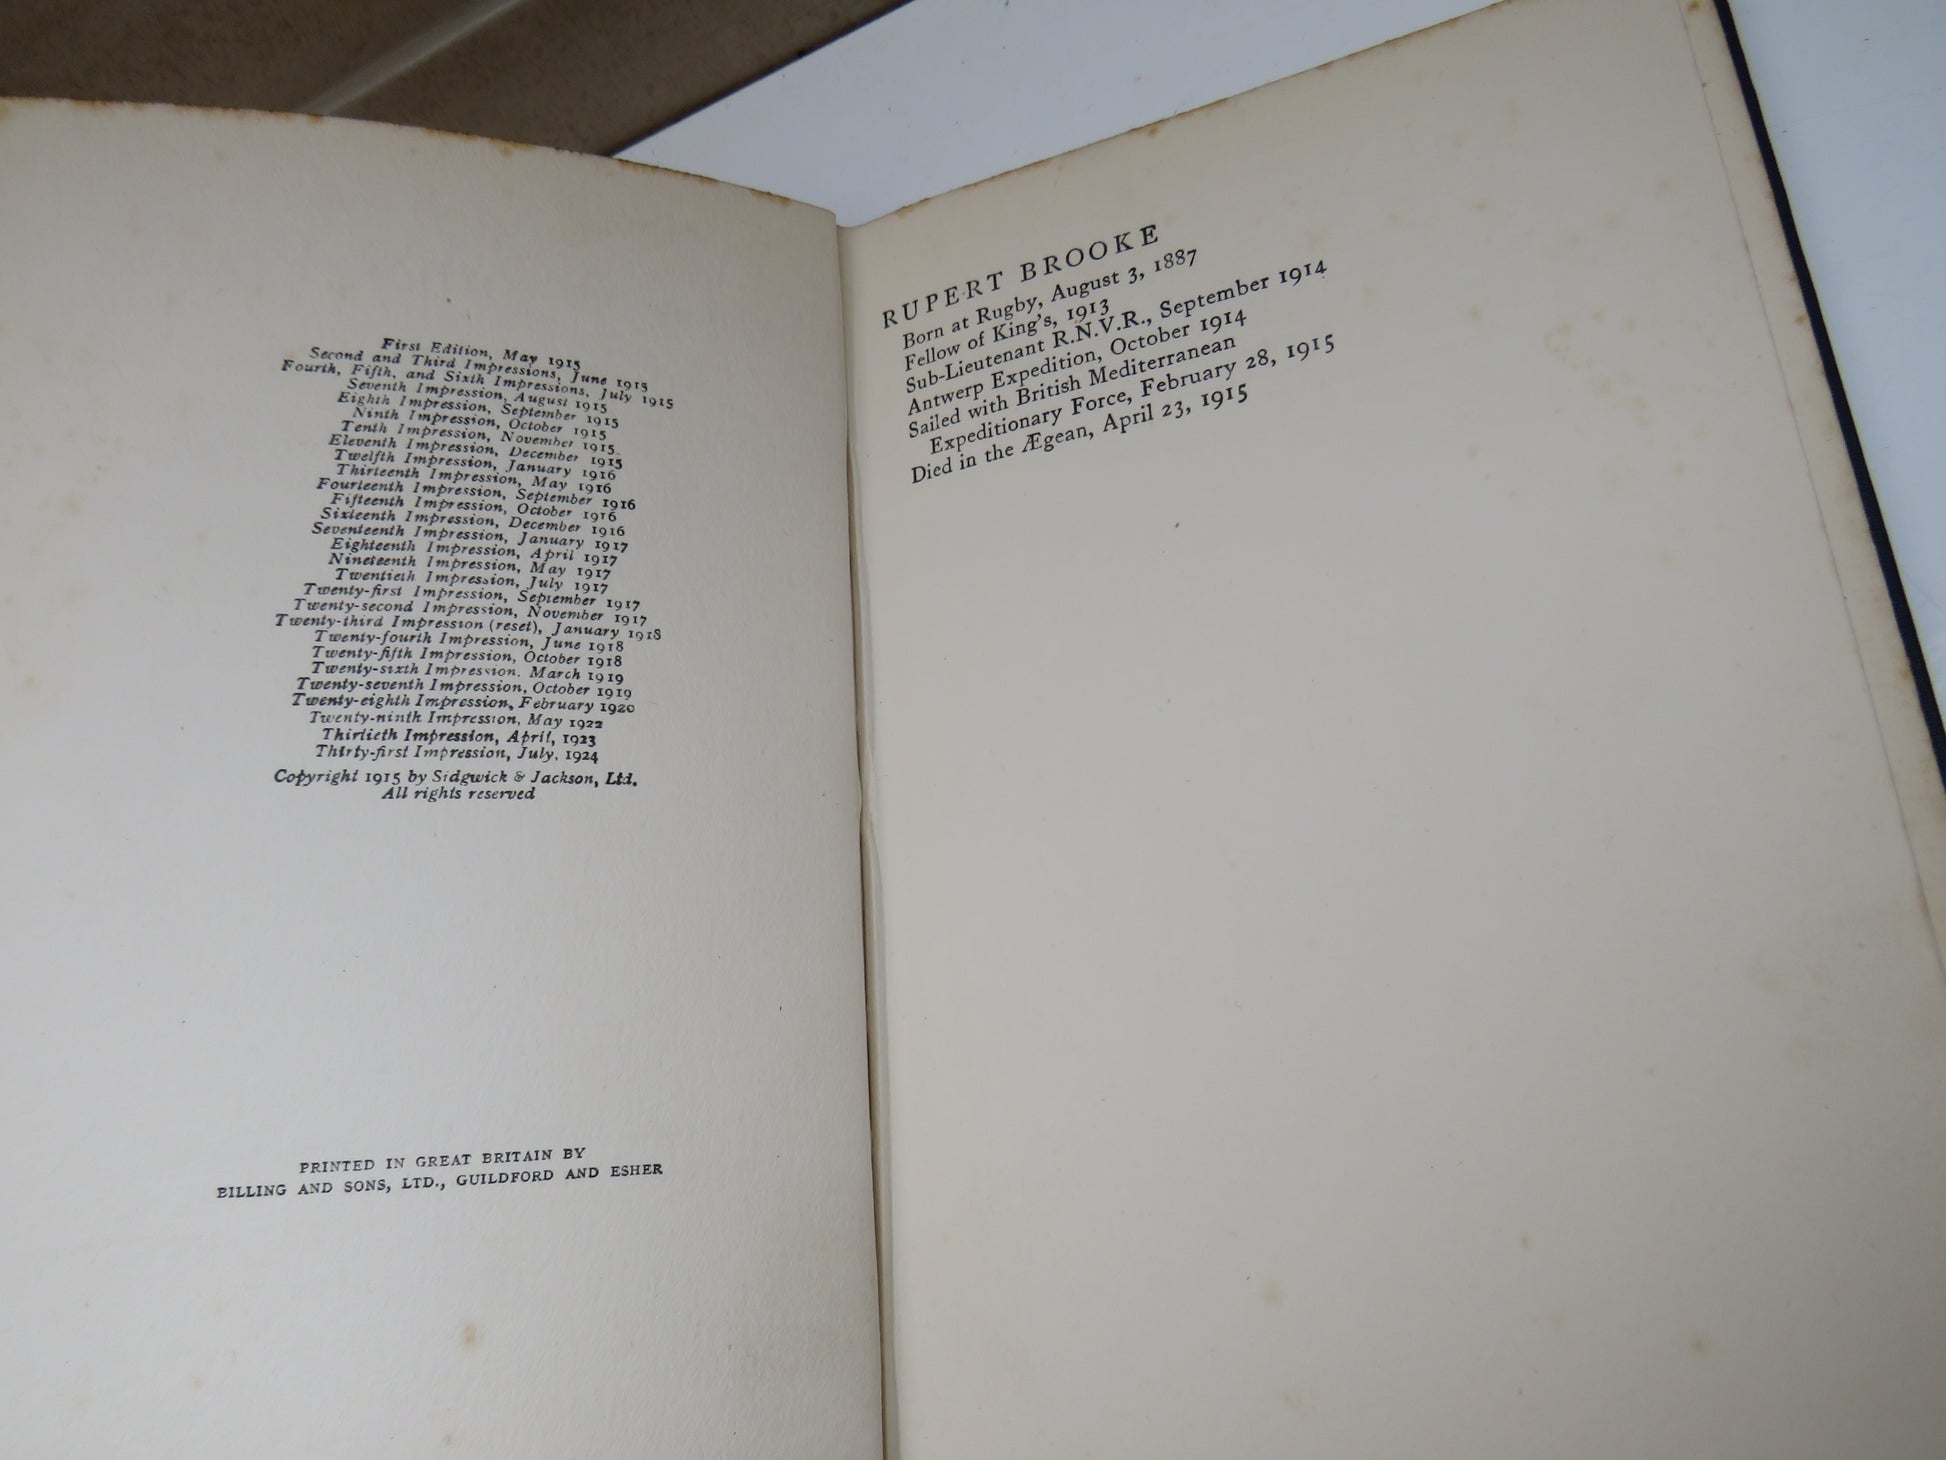 First Edition, May 1915
Second and Third Impressions, June 1915
Fourth, Fifth, and Sixth Impressions, July 1915
Seventh Impression, August 1915
Eighth Impression, September 1915
Ninth Impression, October 1915
Tenth Impression, November 1915
Eleventh Impression, December 1915
Twelfth Impression, January 1916
Thirteenth Impression, May 1916
Fourteenth Impression, September 1916
Fifteenth Impression, October 1916
Sixteenth Impression, December 1916
Seventeenth Impression, January 1917
Eighteenth Impression, April 1917
Nineteenth Impression, May 1917
Twentieth Impression, July 1917
Twenty-first Impression, September 1917
Twenty-second Impression, November 1917
Twenty-third Impression (reset), January 1918
Twenty-fourth Impression, June 1918
Twenty-fifth Impression, October 1918
Twenty-sixth Impression, March 1919
Twenty-seventh Impression, October 1919
Twenty-eighth Impression, February 1920
Twenty-ninth Impression, May 1922
Thirtieth Impression, April, 1923
Thirty-first Impression, July, 1924
Copyright 1915 by Sidgwick & Jackson, Ltd.
All rights reserved
PRINTED IN GREAT BRITAIN BY
BILLING AND SONS, LTD., GUILDFORD AND ESHER
RUPERT BROOKE
Born at Rugby, August 3, 1887
Fellow of King's, 1913
Sub-Lieutenant R.N.V.R., September 1914
Antwerp Expedition, October 1914
Sailed with British Mediterranean
Expeditionary Force, February 28, 1915
Died in the Ægean, April 23, 1915